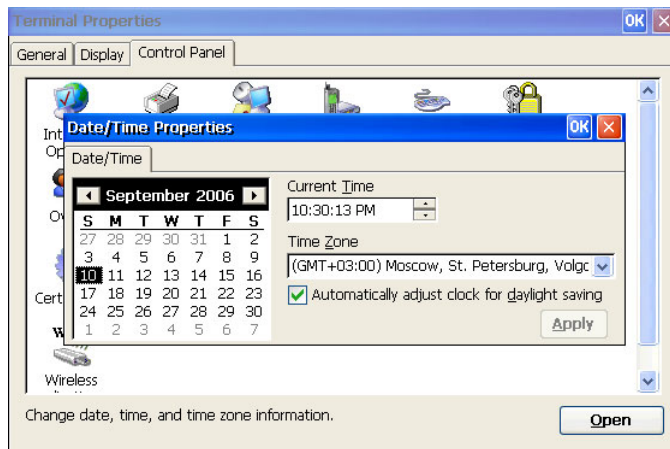 Terminal Properties OK
General Display Control Panel
Int
Op
Date/Time Properties OK
Date/Time
September 2006
S M T W T F S
27 28 29 30 31 1 2
3 4 5 6 7 8 9
10 11 12 13 14 15 16
17 18 19 20 21 22 23
24 25 26 27 28 29 30
1 2 3 4 5 6 7
Current Time
10:30:13 PM
Time Zone
(GMT+03:00) Moscow, St. Petersburg, Volgc
Automatically adjust clock for daylight saving
Apply
Cert
Wireless
Change date, time, and time zone information.
Open